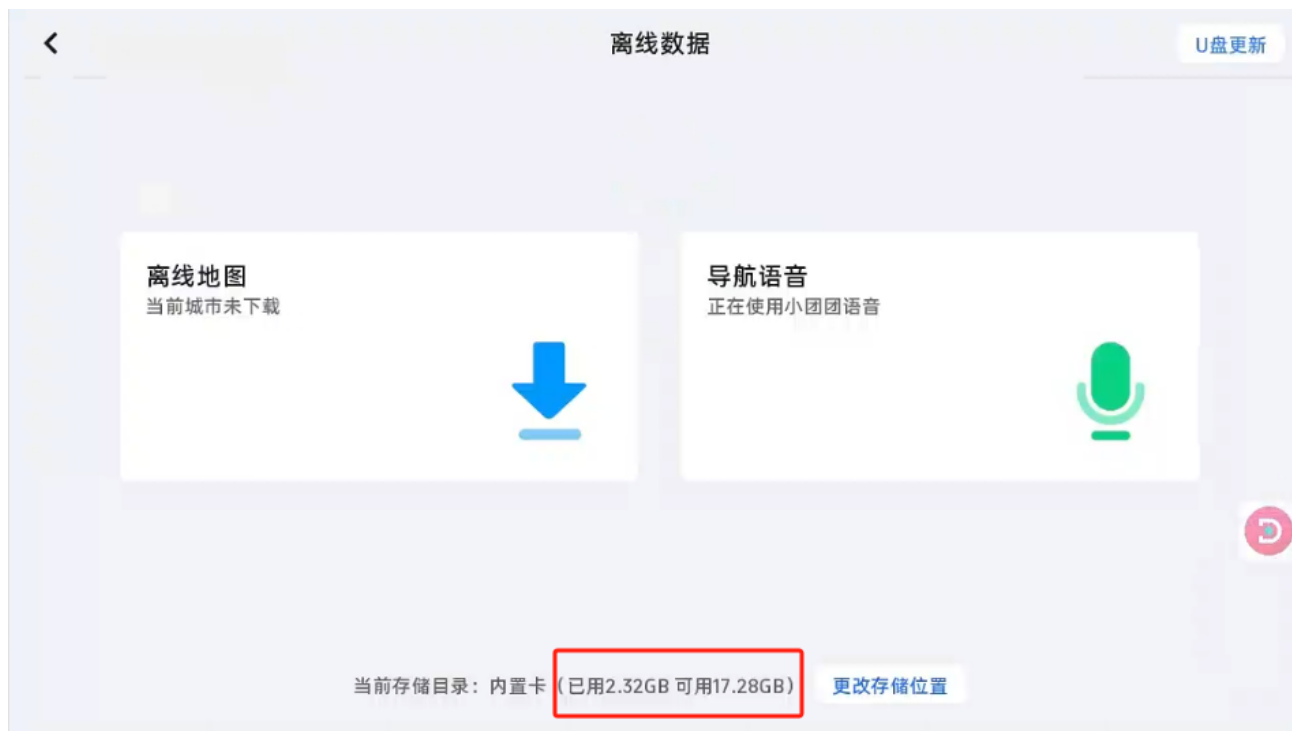 离线数据
U盘更新
离线地图
当前城市未下载
导航语音
正在使用小团团语音
当前存储目录：内置卡（已用2.32GB 可用17.28GB） 更改存储位置